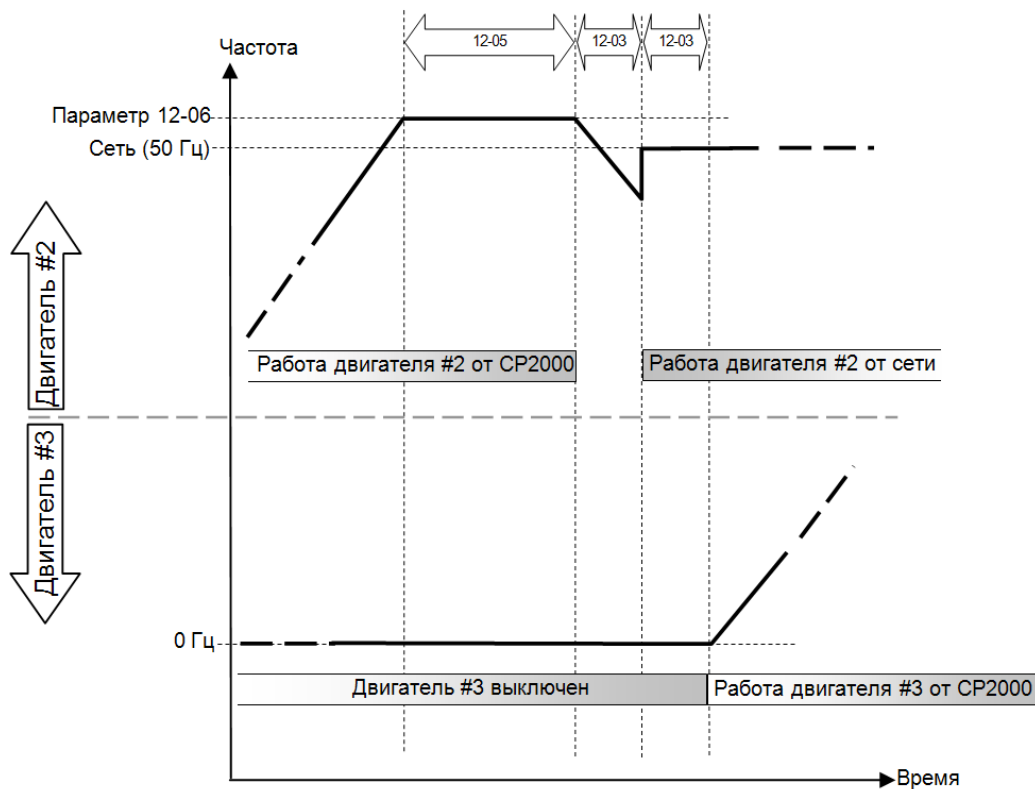 12-05
12-03
12-03
Частота
Параметр 12-06
Сеть (50 Гц)
Двигатель #2
Работа двигателя #2 от CP2000
Работа двигателя #2 от сети
Двигатель #3
0 Гц
Двигатель #3 выключен
Работа двигателя #3 от CP2000
Время